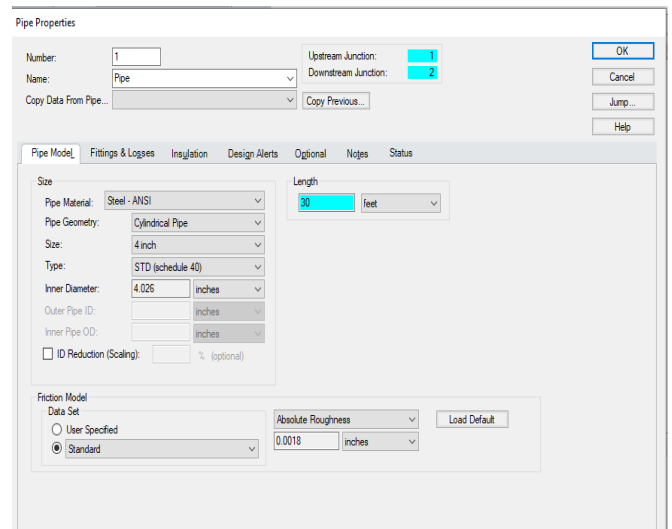 Pipe Properties
Number: 1
Name: Pipe
Copy Data From Pipe... Copy Previous...
Upstream Junction: 1
Downstream Junction: 2
OK
Cancel
Jump...
Help
Pipe Model Fittings & Losses Insulation Design Alerts Optional Notes Status
Size
Pipe Material: Steel - ANSI
Pipe Geometry: Cylindrical Pipe
Size: 4 inch
Type: STD (schedule 40)
Inner Diameter: 4.026 inches
Outer Pipe ID: inches
Inner Pipe OD: inches
ID Reduction (Scaling): % (optional)
Length
30 feet
Friction Model
Data Set
User Specified
Standard
Absolute Roughness Load Default
0.0018 inches